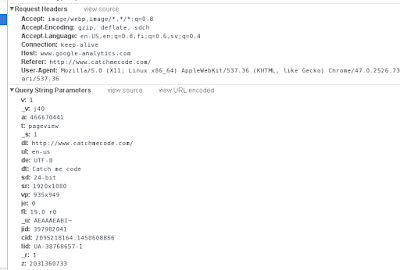 ▼Request Headers view source
Accept: image/webp,image/*,*/*;q=0.8
Accept-Encoding: gzip, deflate, sdch
Accept-Language: en-US,en;q=0.8,fi;q=0.6,sv;q=0.4
Connection: keep-alive
Host: www.google-analytics.com
Referer: http://www.catchmecode.com/
User-Agent: Mozilla/5.0 (X11; Linux x86_64) AppleWebKit/537.36 (KHTML, like Gecko) Chrome/47.0.2526.73
ari/537.36
▼Query String Parameters view source view URL encoded
v: 1
_v: j40
a: 466670441
t: pageview
_s: 1
dl: http://www.catchmecode.com/
ul: en-us
de: UTF-8
dt: Catch me code
sd: 24-bit
sr: 1920x1080
vp: 935x949
je: 0
fl: 19.0 r0
_u: AEAAAEABI~
jid: 397982041
cid: 2095218164.1450608856
tid: UA-38768657-1
_r: 1
z: 2031360733